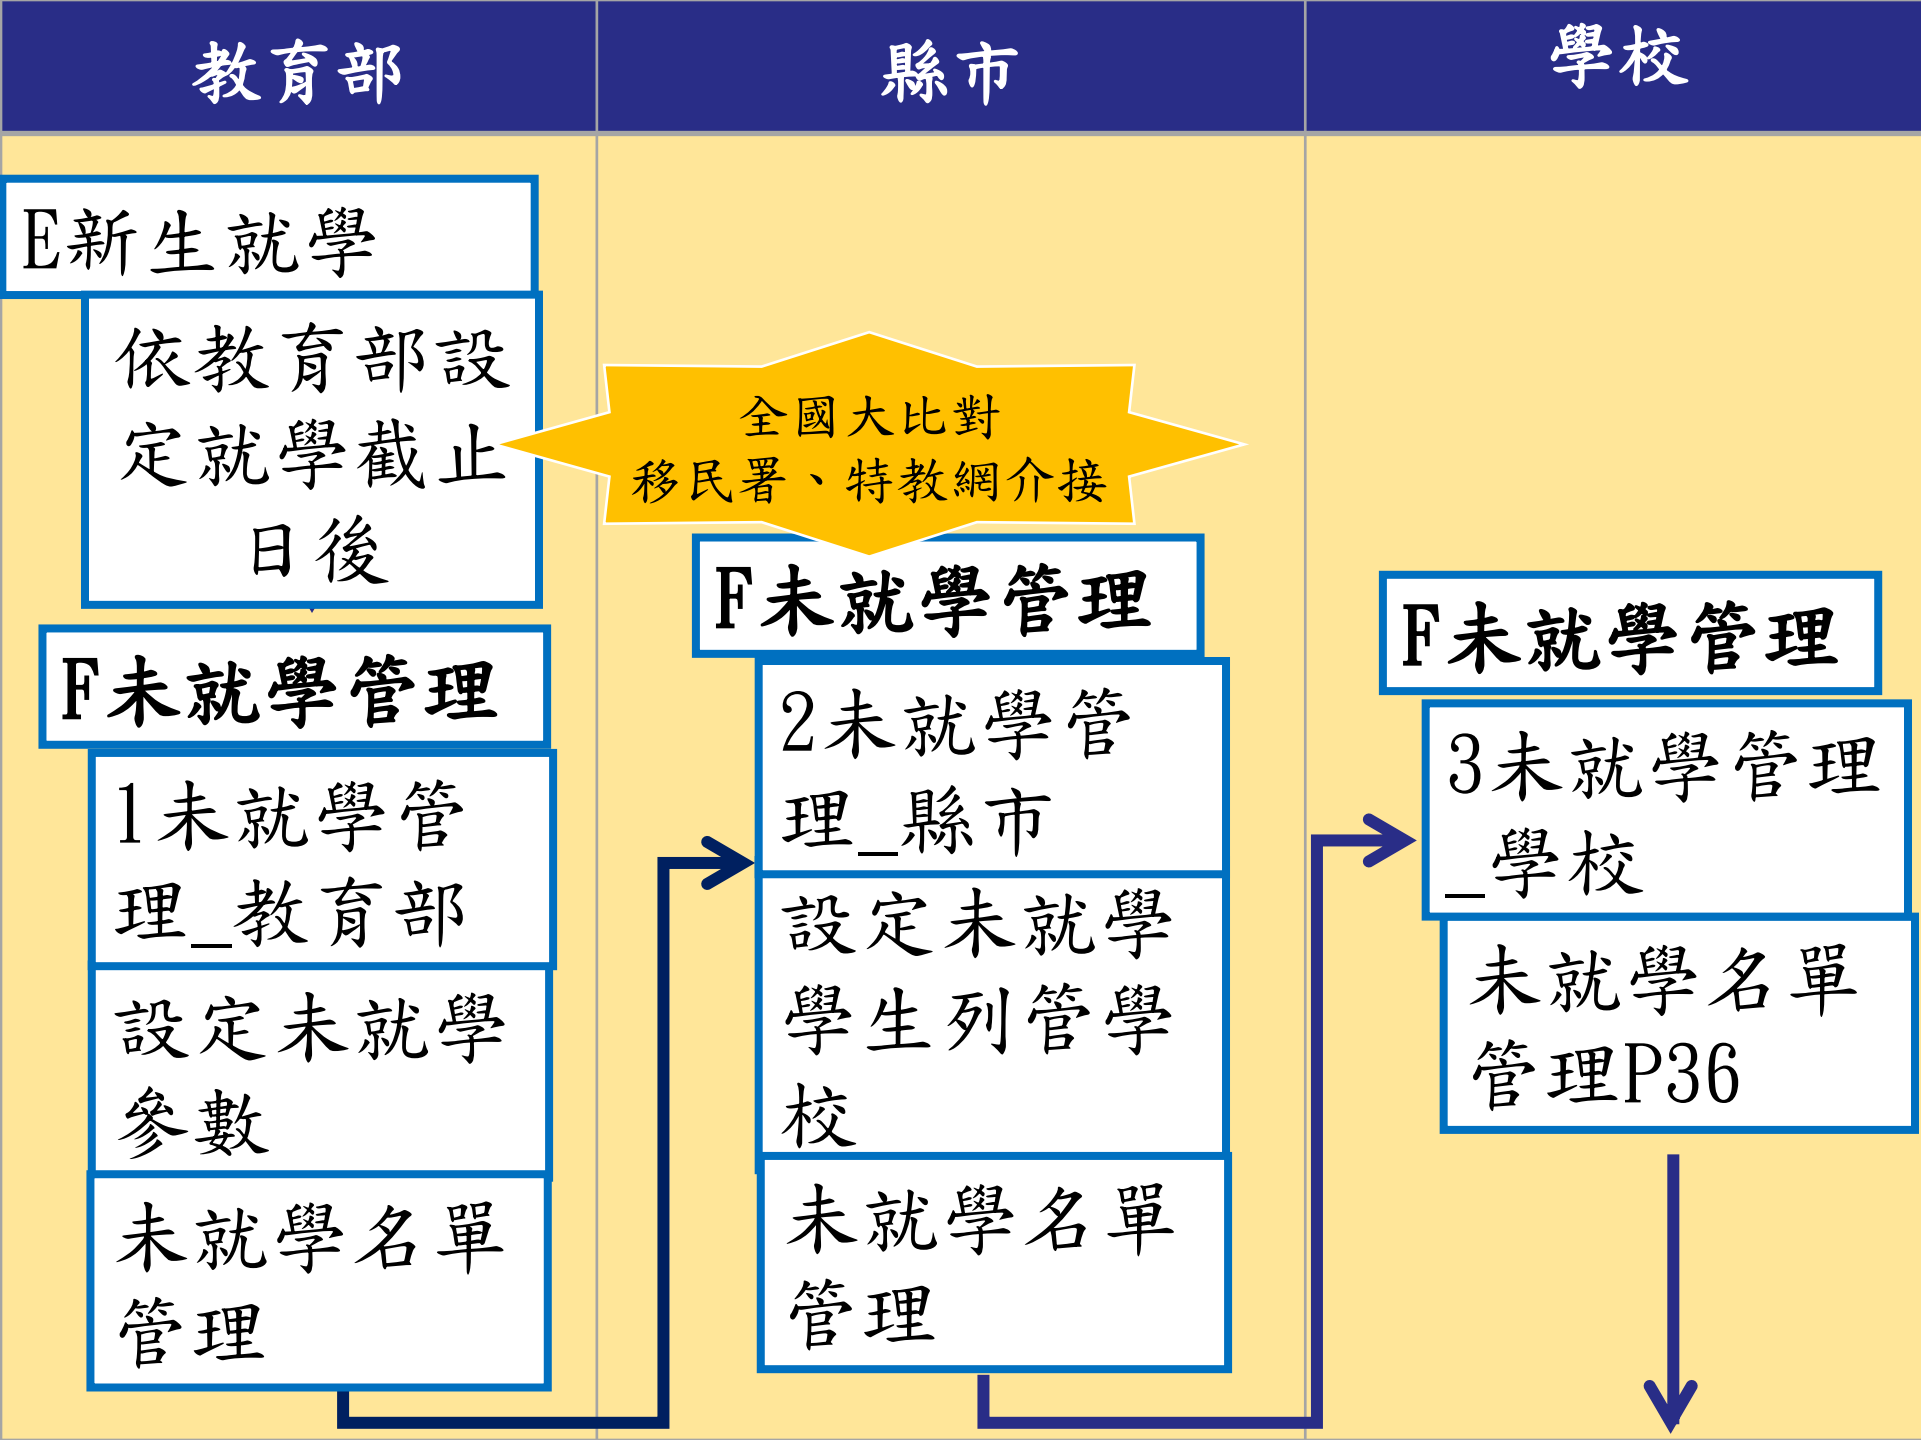 教育部
縣市
學校
E新生就學
依教育部設
定就學截止
日後
F未就學管理
1未就學管
理_教育部
設定未就學
參數
未就學名單
管理
全國大比對
移民署、特教網介接
F未就學管理
2未就學管
理_縣市
設定未就學
學生列管學
校
未就學名單
管理
F未就學管理
3未就學管理
_學校
未就學名單
管理P36